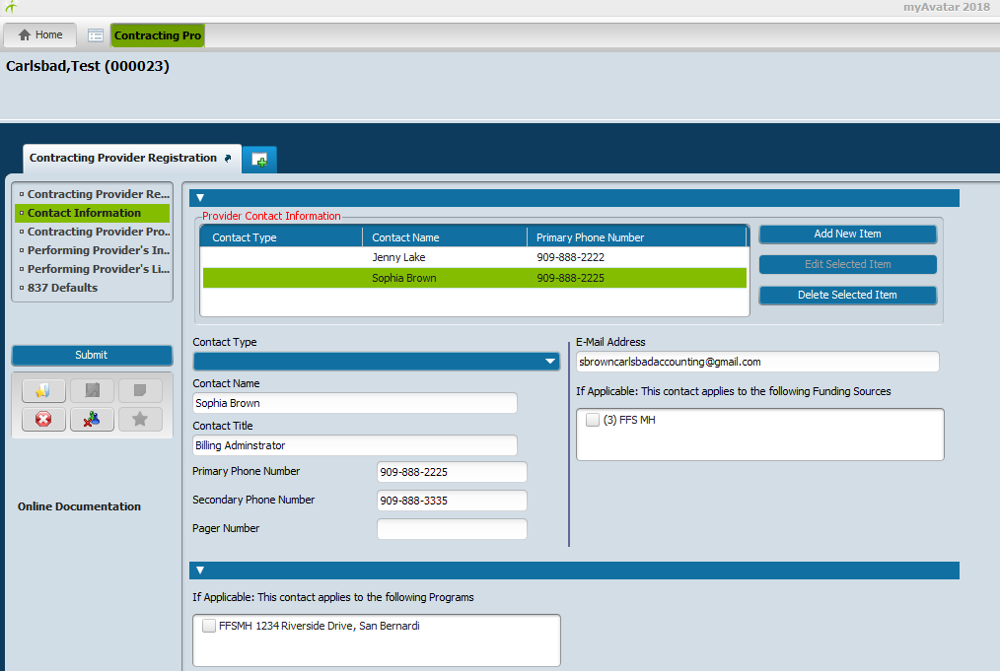 myAvatar 2018
Home
Contracting Pro
Carlsbad,Test (000023)
Contracting Provider Registration
Contracting Provider Re...
Contact Information
Contracting Provider Pro..
Performing Provider's In..
Performing Provider's Li...
837 Defaults
Submit
Online Documentation
Provider Contact Information
Contact Type Contact Name Primary Phone Number
Jenny Lake 909-888-2222
Sophia Brown 909-888-2225
Add New Item
Edit Selected Item
Delete Selected Item
Contact Type
Contact Name
Sophia Brown
Contact Title
Billing Adminstrator
Primary Phone Number 909-888-2225
Secondary Phone Number 909-888-3335
Pager Number
E-Mail Address
sbrowncarlsbadaccounting@gmail.com
If Applicable: This contact applies to the following Funding Sources
(3) FFS MH
If Applicable: This contact applies to the following Programs
FFSMH 1234 Riverside Drive, San Bernardi